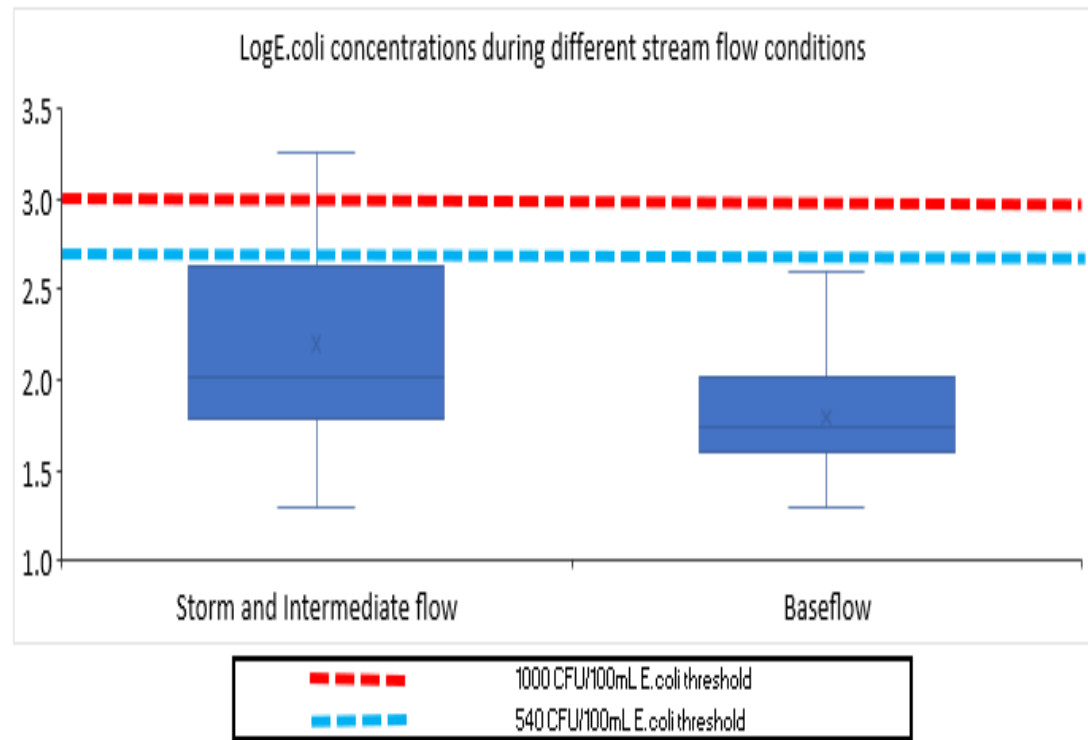 LogE.coli concentrations during different stream flow conditions
3.5
3.0
2.5
2.0
1.5
1.0
Storm and Intermediate flow Baseflow
1000 CFU/100mL E.coli threshold
540 CFU/100mL E.coli threshold